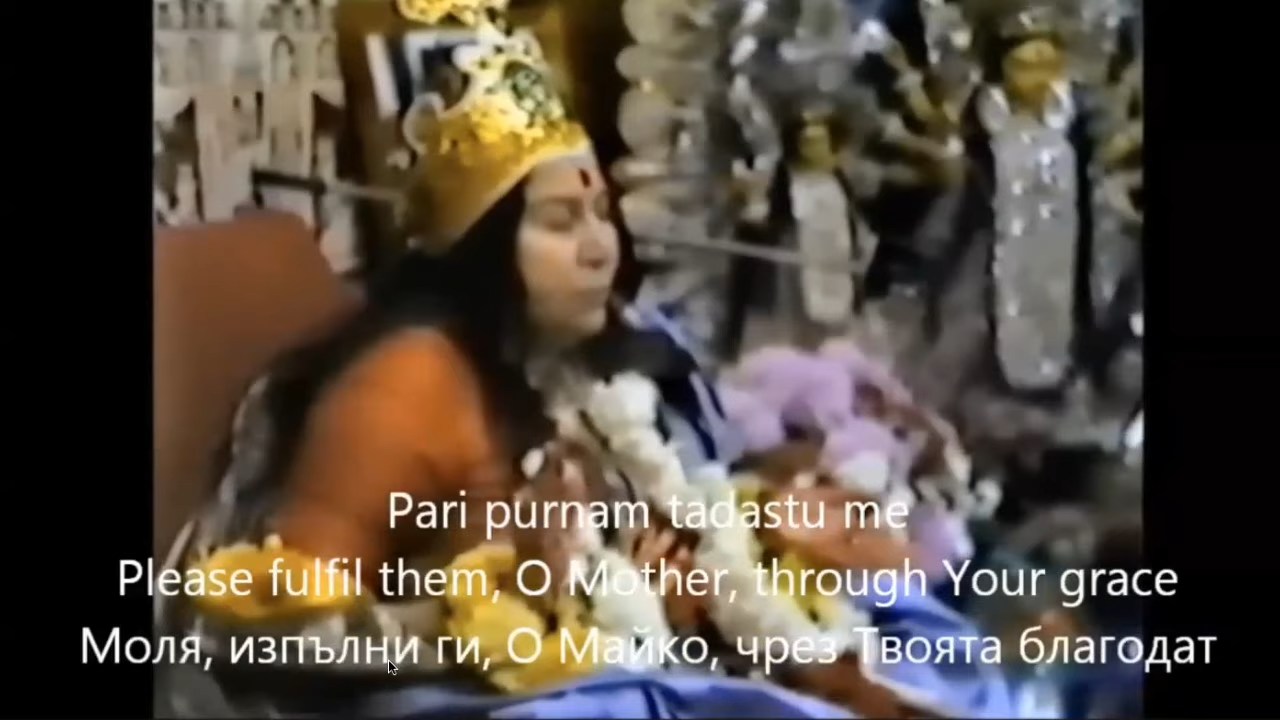 Pari purnam tadastu me
Please fulfil them, O Mother, through Your grace
Моля, изпълни ги, О Майко, чрез Твоята благодат